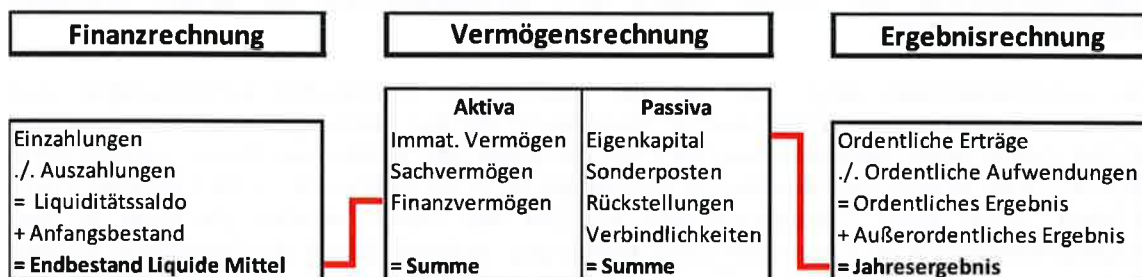 Finanzrechnung
Einzahlungen
./. Auszahlungen
= Liquiditätssaldo
+ Anfangsbestand
= Endbestand Liquide Mittel
Vermögensrechnung
Aktiva
Immat. Vermögen
Sachvermögen
Finanzvermögen
= Summe
Passiva
Eigenkapital
Sonderposten
Rückstellungen
Verbindlichkeiten
= Summe
Ergebnisrechnung
Ordentliche Erträge
./. Ordentliche Aufwendungen
= Ordentliches Ergebnis
+ Außerordentliches Ergebnis
= Jahresergebnis